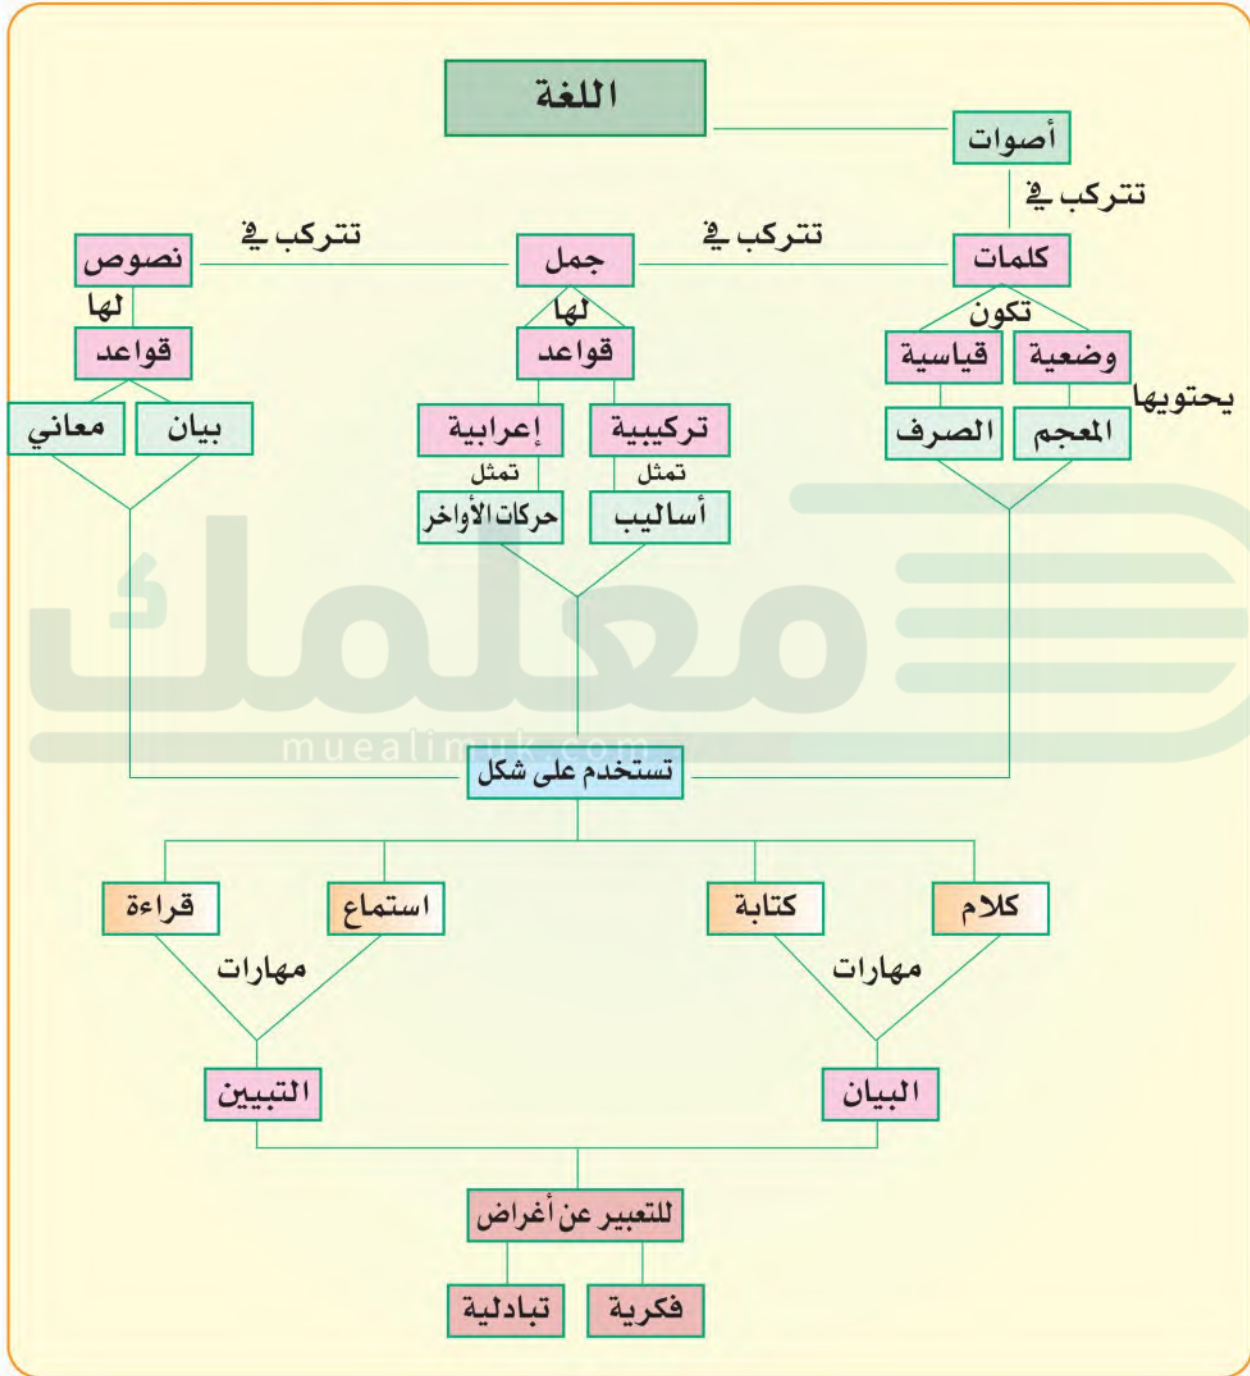 اللغة
أصوات
تتركب في
كلمات
تتركب في
جمل
تتركب في
نصوص
تكون
لها
لها
وضعية
قياسية
قواعد
قواعد
يحتويها
المعجم
الصرف
تركيبية
إعرابية
بيان
معاني
تمثل
تمثل
أساليب
حركات الأواخر
معلمك
muealimuk.com
تستخدم على شكل
كلام
كتابة
استماع
قراءة
مهارات
مهارات
البيان
التبيين
للتعبير عن أغراض
فكرية
تبادلية